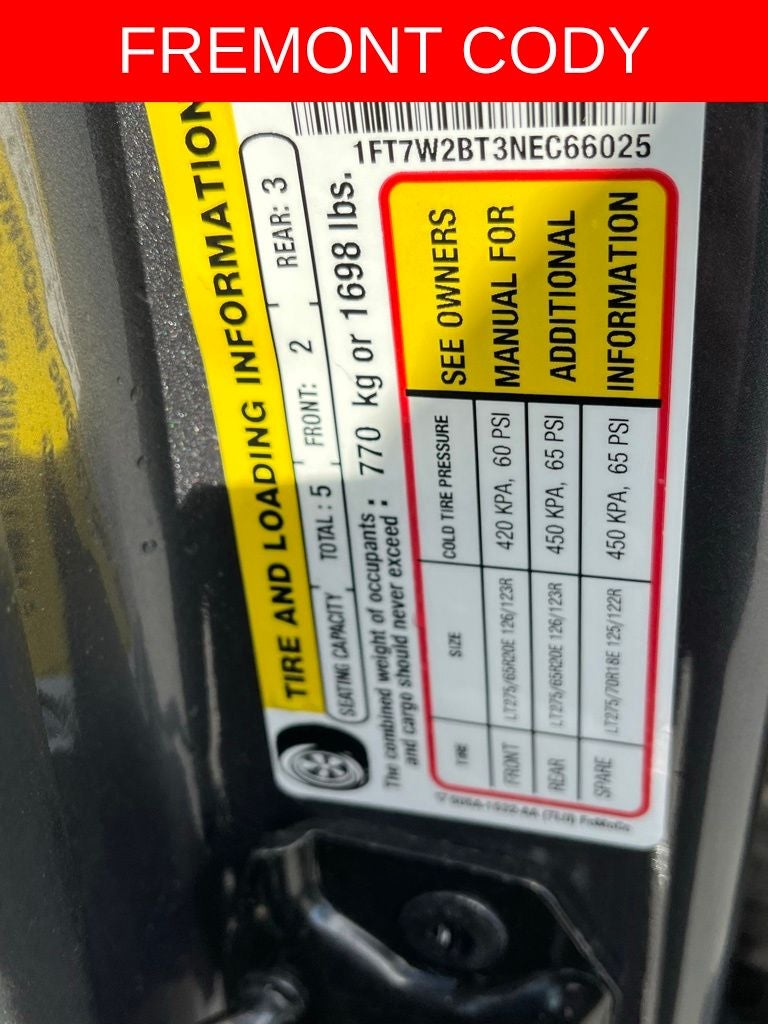 FREMONT CODY
1FT7W2BT3NEC66025
TIRE AND LOADING INFORMATION
SEATING CAPACITY TOTAL : 5 FRONT: 2 REAR: 3
The combined weight of occupants
and cargo should never exceed : 770 kg or 1698 lbs.
TIRE SIZE COLD TIRE PRESSURE
FRONT LT275/65R20E 126/123R 420 KPA, 60 PSI
REAR LT275/65R20E 126/123R 450 KPA, 65 PSI
SPARE LT275/70R18E 125/122R 450 KPA, 65 PSI
SEE OWNERS
MANUAL FOR
ADDITIONAL
INFORMATION